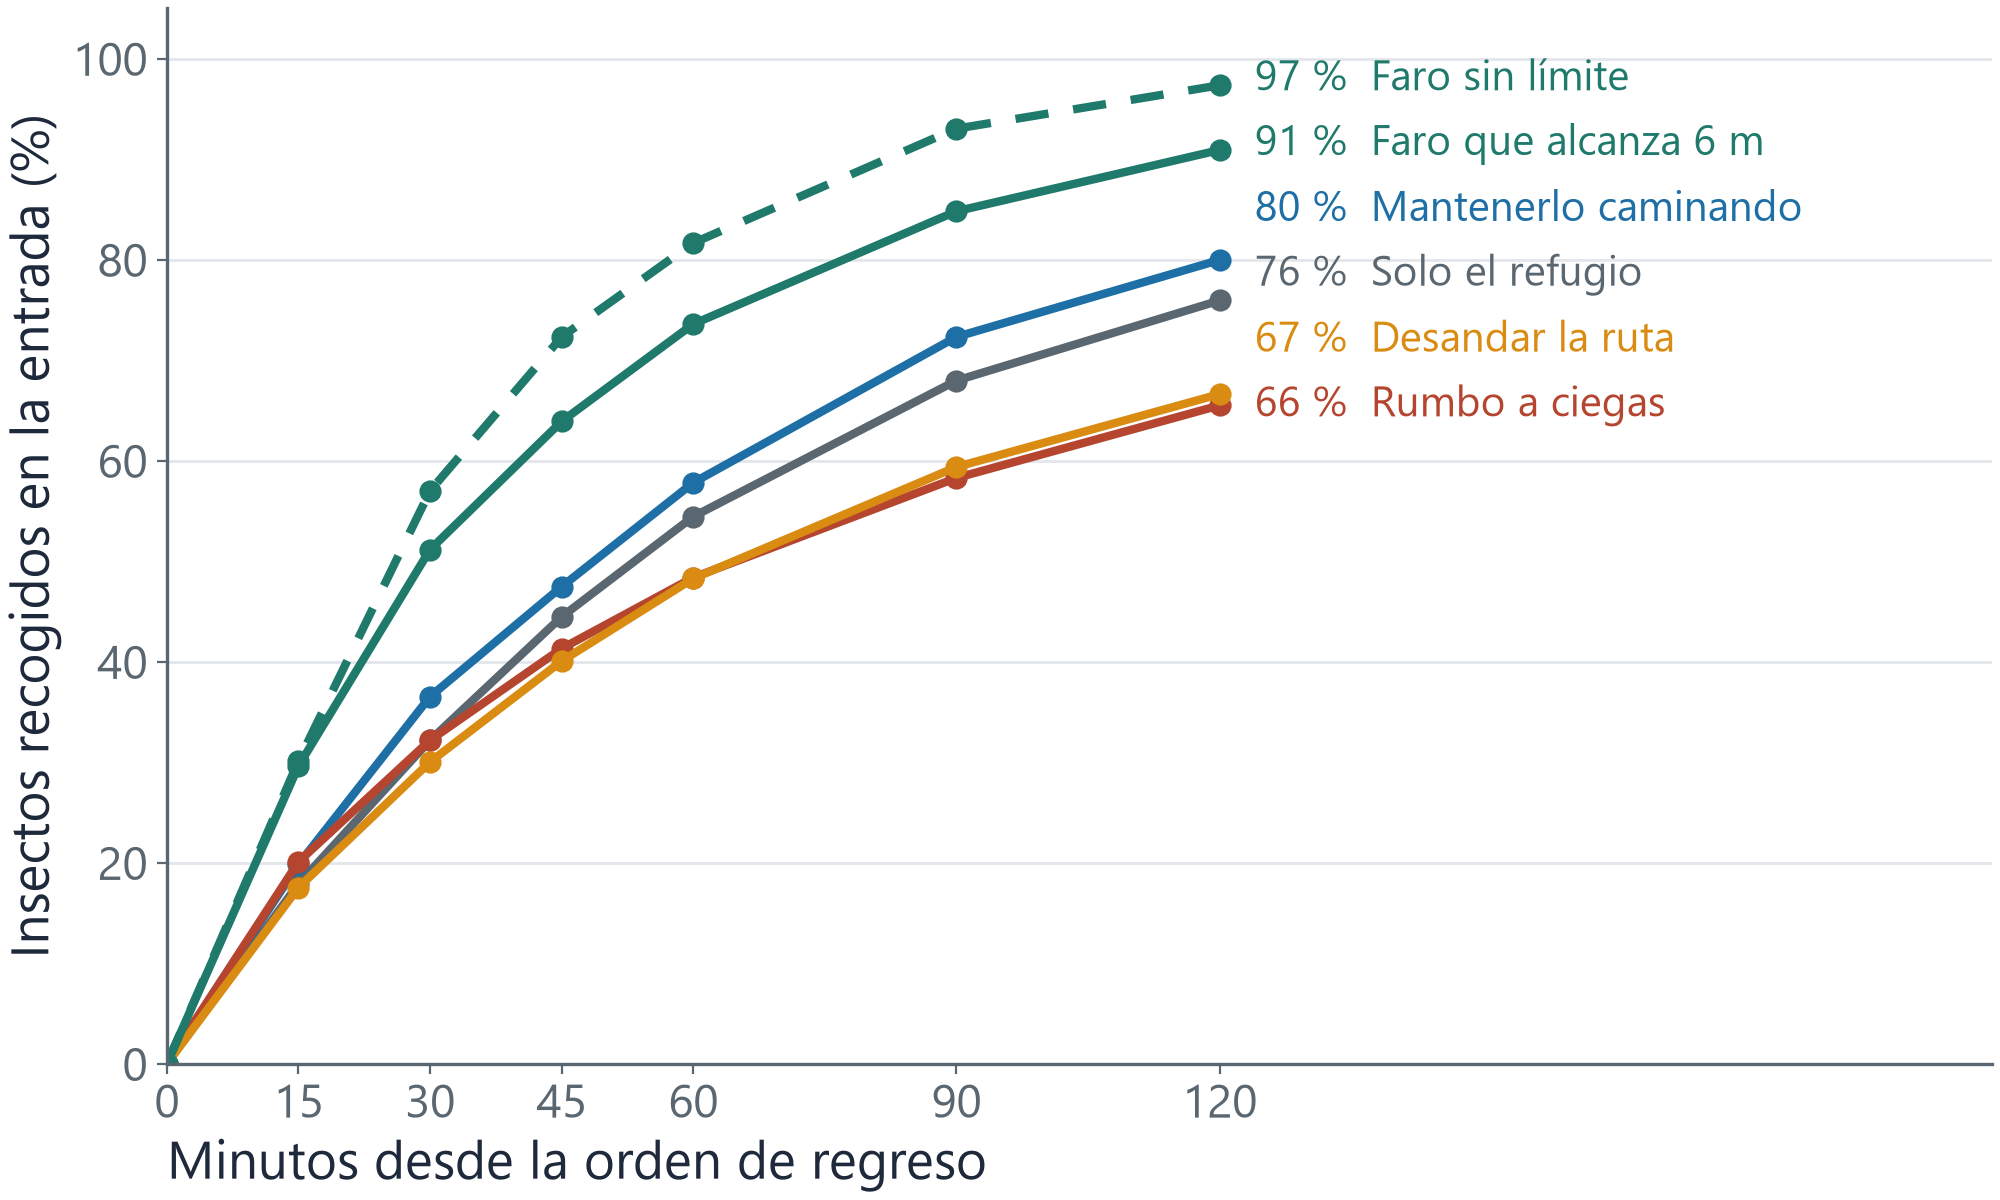 Insectos recogidos en la entrada (%)
100
80
60
40
20
0
97 % Faro sin límite
91 % Faro que alcanza 6 m
80 % Mantenerlo caminando
76 % Solo el refugio
67 % Desandar la ruta
66 % Rumbo a ciegas
0 15 30 45 60 90 120
Minutos desde la orden de regreso